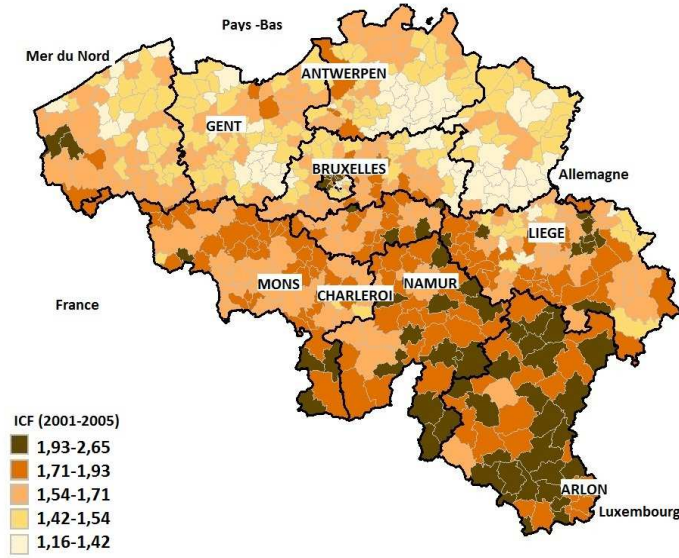 Pays -Bas
Mer du Nord
ANTWERPEN
GENT
BRUXELLES
Allemagne
LIEGE
MONS
CHARLEROI
NAMUR
France
ICF (2001-2005)
1,93-2,65
1,71-1,93
1,54-1,71
1,42-1,54
1,16-1,42
ARLON
Luxembourg